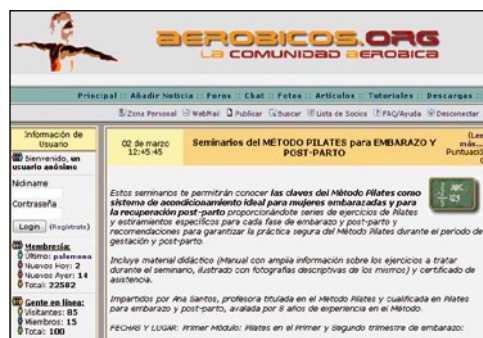 AEROBICOS.ORG
LA COMUNIDAD AEROBICA
Principal :: Añadir Noticia :: Foros :: Chat :: Fotos :: Artículos :: Tutoriales :: Descargas ::
Zona Personal WebMail Publicar Buscar Lista de Socios FAQ/Ayuda Desconectar
Información de
Usuario
Bienvenido, un
usuario anónimo
Nickname
Contraseña
Login (Regístrate)
Membresía:
Último: palomena
Nuevos Hoy: 2
Nuevos Ayer: 14
Total: 22582
Gente en línea:
Visitantes: 85
Miembros: 15
Total: 100
02 de marzo
12:45:45
Seminarios del MÉTODO PILATES para EMBARAZO Y
POST-PARTO
(Lee
más...
Puntuació
Estos seminarios te permitirán conocer las claves del Método Pilates como
sistema de acondicionamiento ideal para mujeres embarazadas y para
la recuperación post-parto proporcionándote series de ejercicios de Pilates
y estiramientos específicos para cada fase de embarazo y post-parto y
recomendaciones para garantizar la práctica segura del Método Pilates durante el período de
gestación y post-parto.
ABC
123
Incluye material didáctico (Manual con amplia información sobre los ejercicios a tratar
durante el seminario, ilustrado con fotografías descriptivas de los mismos) y certificado de
asistencia.
Impartidos por Ana Santos, profesora titulada en el Método Pilates y cualificada en Pilates
para embarazo y post-parto, avalada por 8 años de experiencia en el Método.
FECHAS Y LUGAR: Primer Módulo: Pilates en el Primer y Segundo trimestre de embarazo: